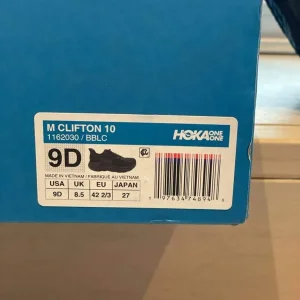 M CLIFTON 10
1162030 / BBLC
HOKA ONE ONE
9D
MADE IN VIETNAM / FABRIQUÉ AU VIETNAM
USA UK EU JAPAN
9D 8.5 42 2/3 27